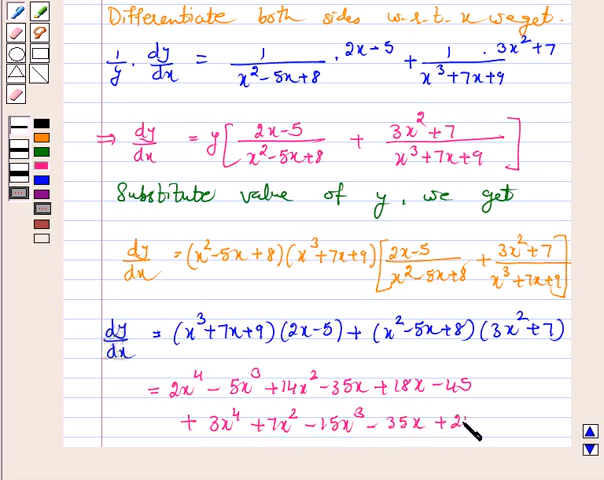 Differentiate both sides w.r.t. x we get.
1/y . dy/dx = 1/(x²-5x+8) . 2x-5 + 1/(x³+7x+9) . 3x²+7
⇒ dy/dx = y[ (2x-5)/(x²-5x+8) + (3x²+7)/(x³+7x+9) ]
Substitute value of y, we get
dy/dx = (x²-5x+8)(x³+7x+9)[ (2x-5)/(x²-5x+8) + (3x²+7)/(x³+7x+9) ]
dy/dx = (x³+7x+9)(2x-5) + (x²-5x+8)(3x²+7)
= 2x⁴ - 5x³ + 14x² - 35x + 18x - 45
+ 3x⁴ + 7x² - 15x³ - 35x + 2